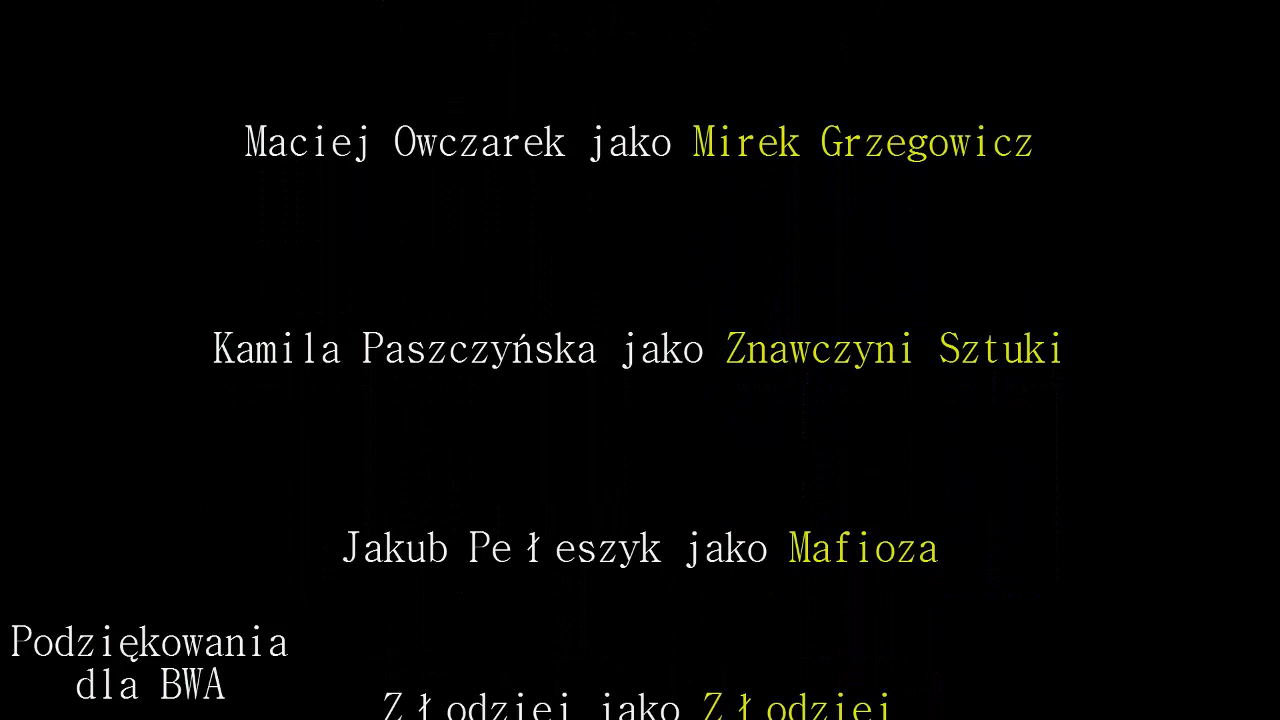 Maciej Owczarek jako Mirek Grzegowicz
Kamila Paszczyńska jako Znawczyni Sztuki
Jakub Pełeszyk jako Mafioza
Podziękowania
dla BWA
Złodziej jako Złodziej